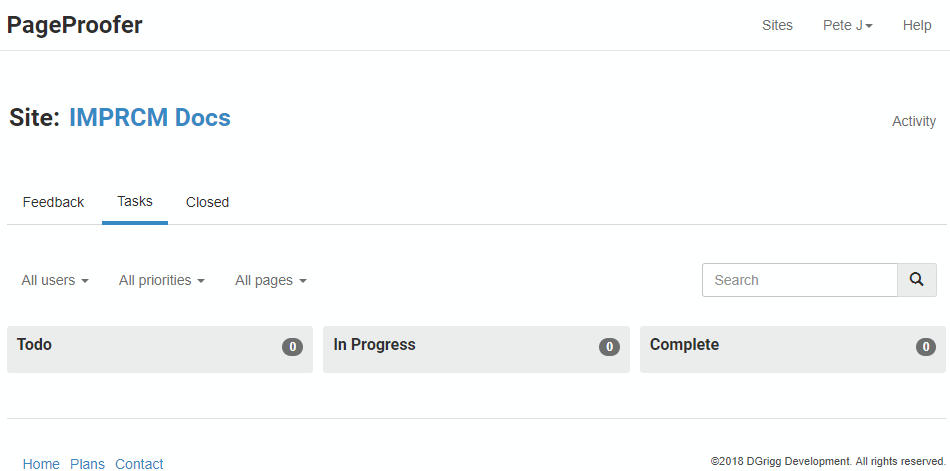 PageProofer Sites Pete J Help
Site: IMPRCM Docs Activity
Feedback Tasks Closed
All users All priorities All pages Search
Todo 0 In Progress 0 Complete 0
Home Plans Contact ©2018 DGrigg Development. All rights reserved.